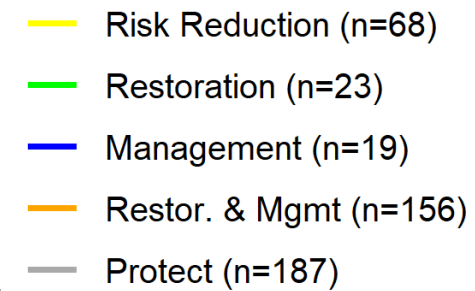 Risk Reduction (n=68)
Restoration (n=23)
Management (n=19)
Restor. & Mgmt (n=156)
Protect (n=187)